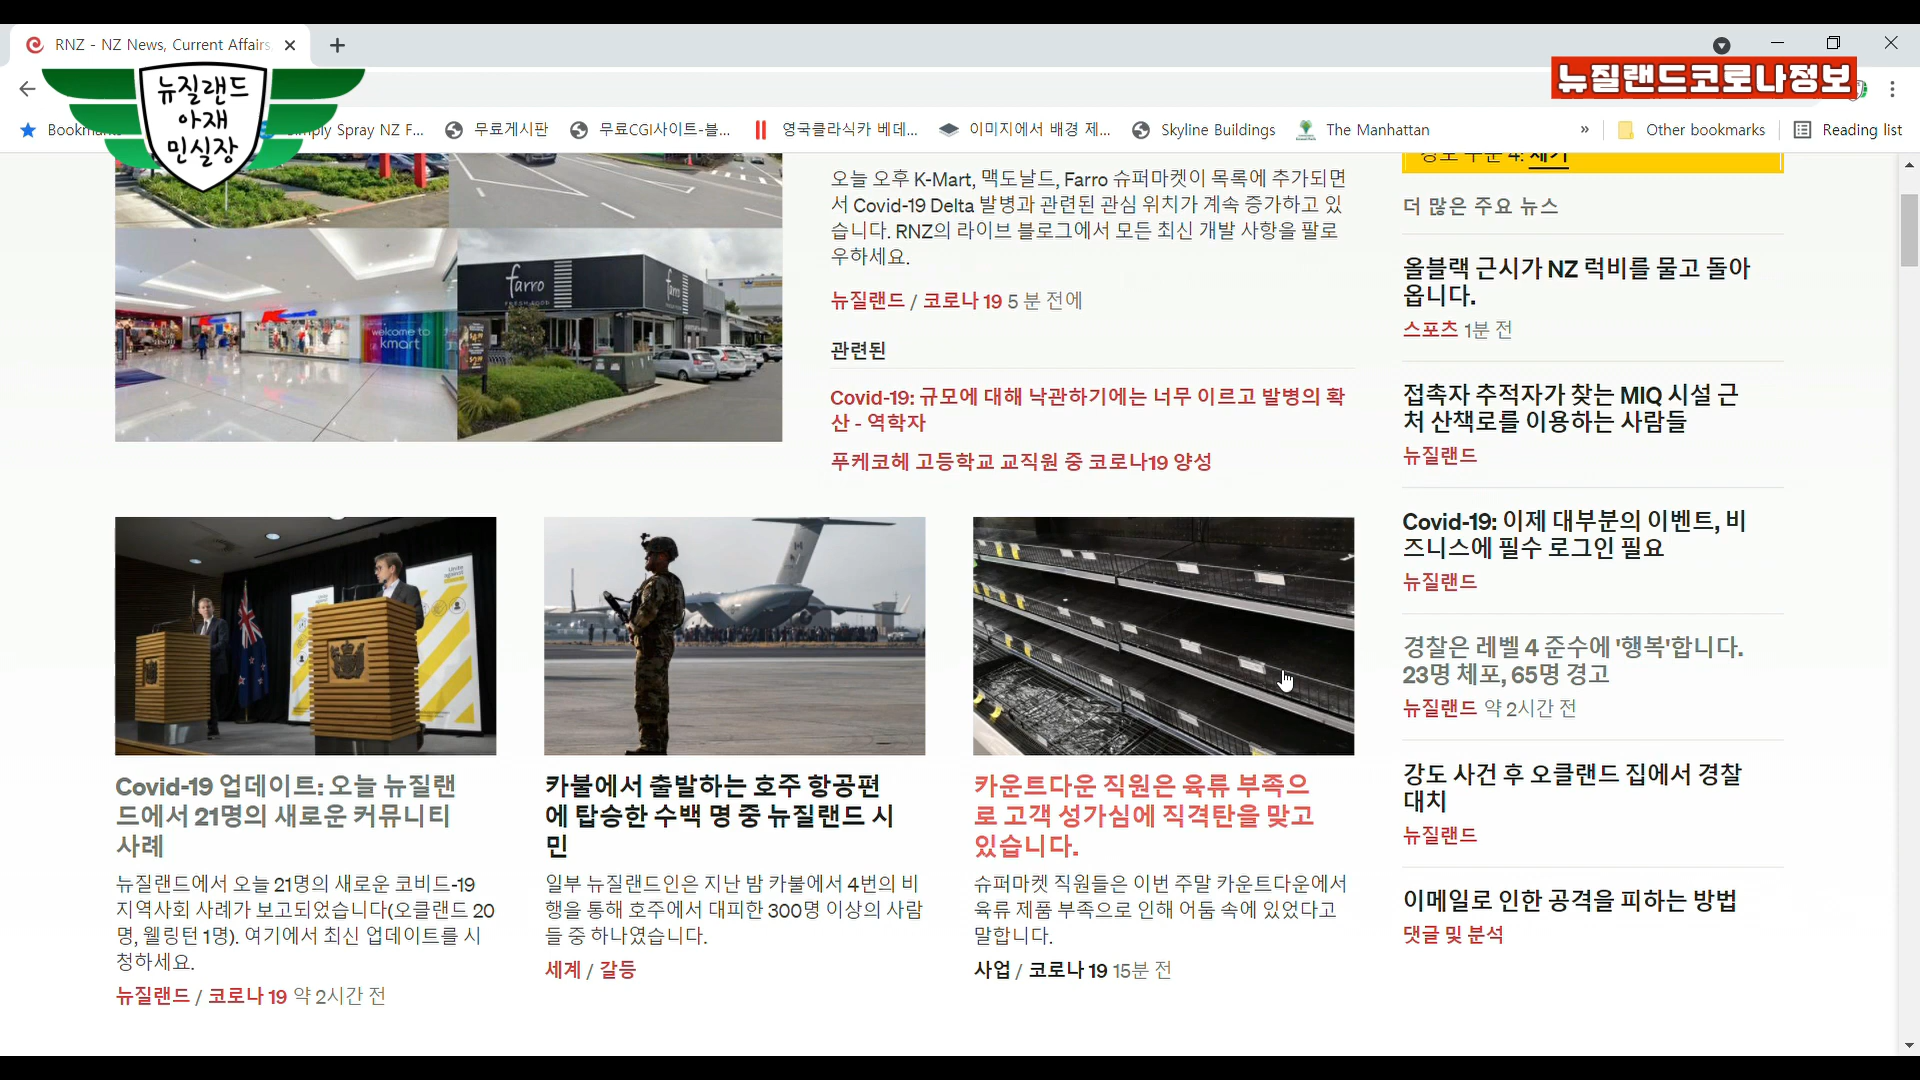 RNZ - NZ News, Current Affairs
뉴질랜드
아재
민실장
뉴질랜드코로나정보
Simply Spray NZ F...
무료게시판
무료CGI사이트-블...
영국클라식카 베데...
이미지에서 배경 제...
Skyline Buildings
The Manhattan
»
Other bookmarks
Reading list
farro
FRESH FOOD
welcome to
kmart
오늘 오후 K-Mart, 맥도날드, Farro 슈퍼마켓이 목록에 추가되면
서 Covid-19 Delta 발병과 관련된 관심 위치가 계속 증가하고 있
습니다. RNZ의 라이브 블로그에서 모든 최신 개발 사항을 팔로
우하세요.
뉴질랜드 / 코로나 19 5 분 전에
관련된
Covid-19: 규모에 대해 낙관하기에는 너무 이르고 발병의 확
산 - 역학자
푸케코헤 고등학교 교직원 중 코로나19 양성
Covid-19 업데이트: 오늘 뉴질랜
드에서 21명의 새로운 커뮤니티
사례
뉴질랜드에서 오늘 21명의 새로운 코비드-19
지역사회 사례가 보고되었습니다(오클랜드 20
명, 웰링턴 1명). 여기에서 최신 업데이트를 시
청하세요.
뉴질랜드 / 코로나 19 약 2시간 전
카불에서 출발하는 호주 항공편
에 탑승한 수백 명 중 뉴질랜드 시
민
일부 뉴질랜드인은 지난 밤 카불에서 4번의 비
행을 통해 호주에서 대피한 300명 이상의 사람
들 중 하나였습니다.
세계 / 갈등
카운트다운 직원은 육류 부족으
로 고객 성가심에 직격탄을 맞고
있습니다.
슈퍼마켓 직원들은 이번 주말 카운트다운에서
육류 제품 부족으로 인해 어둠 속에 있었다고
말합니다.
사업 / 코로나 19 15분 전
더 많은 주요 뉴스
올블랙 근시가 NZ 럭비를 물고 돌아
옵니다.
스포츠 1분 전
접촉자 추적자가 찾는 MIQ 시설 근
처 산책로를 이용하는 사람들
뉴질랜드
Covid-19: 이제 대부분의 이벤트, 비
즈니스에 필수 로그인 필요
뉴질랜드
경찰은 레벨 4 준수에 '행복'합니다.
23명 체포, 65명 경고
뉴질랜드 약 2시간 전
강도 사건 후 오클랜드 집에서 경찰
대치
뉴질랜드
이메일로 인한 공격을 피하는 방법
댓글 및 분석